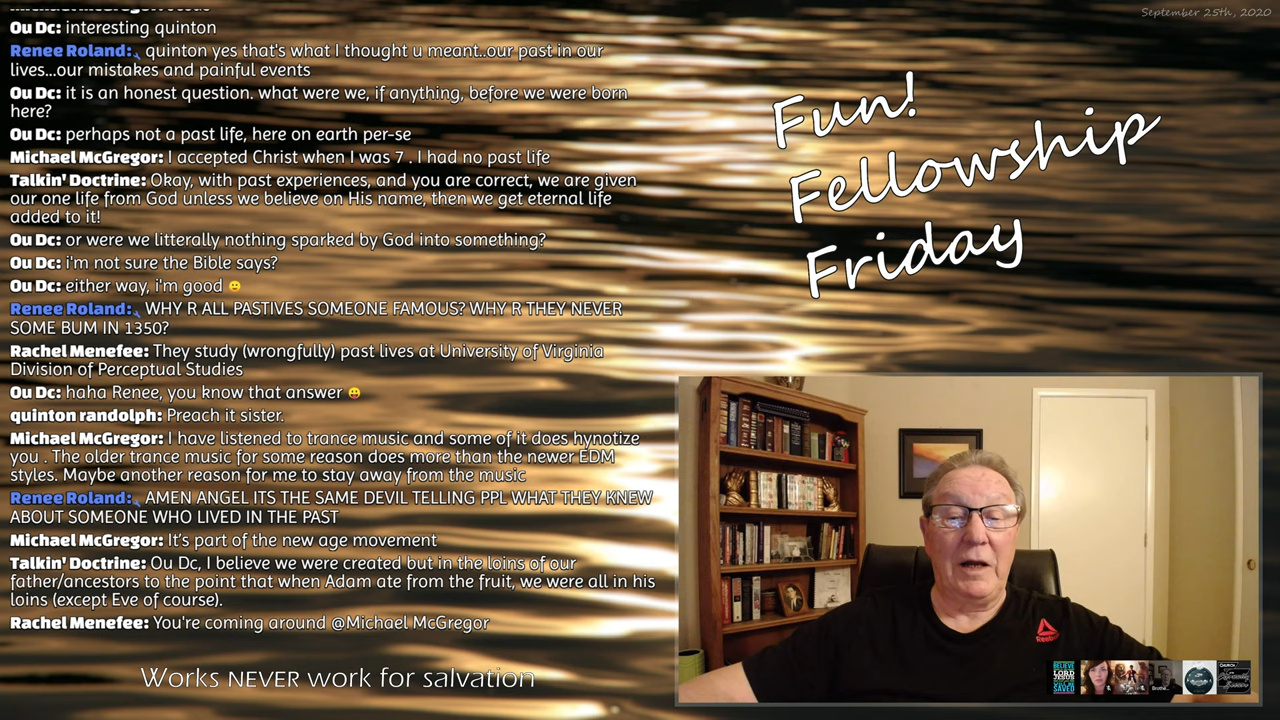 Ou Dc: interesting quinton
Renee Roland: quinton yes that's what I thought u meant..our past in our
lives...our mistakes and painful events
Ou Dc: it is an honest question. what were we, if anything, before we were born
here?
Ou Dc: perhaps not a past life, here on earth per-se
Michael McGregor: I accepted Christ when I was 7 . I had no past life
Talkin' Doctrine: Okay, with past experiences, and you are correct, we are given
our one life from God unless we believe on His name, then we get eternal life
added to it!
Ou Dc: or were we litterally nothing sparked by God into something?
Ou Dc: i'm not sure the Bible says?
Ou Dc: either way, i'm good 🙂
Renee Roland: WHY R ALL PASTIVES SOMEONE FAMOUS? WHY R THEY NEVER
SOME BUM IN 1350?
Rachel Menefee: They study (wrongfully) past lives at University of Virginia
Division of Perceptual Studies
Ou Dc: haha Renee, you know that answer 😛
quinton randolph: Preach it sister.
Michael McGregor: I have listened to trance music and some of it does hynotize
you . The older trance music for some reason does more than the newer EDM
styles. Maybe another reason for me to stay away from the music
Renee Roland: AMEN ANGEL ITS THE SAME DEVIL TELLING PPL WHAT THEY KNEW
ABOUT SOMEONE WHO LIVED IN THE PAST
Michael McGregor: It's part of the new age movement
Talkin' Doctrine: Ou Dc, I believe we were created but in the loins of our
father/ancestors to the point that when Adam ate from the fruit, we were all in his
loins (except Eve of course).
Rachel Menefee: You're coming around @Michael McGregor
Works NEVER work for salvation
September 25th, 2020
Fun!
Fellowship
Friday
Reebok
BELIEVE
LORD
JESUS
SAVED
Brothe...
CHURCH